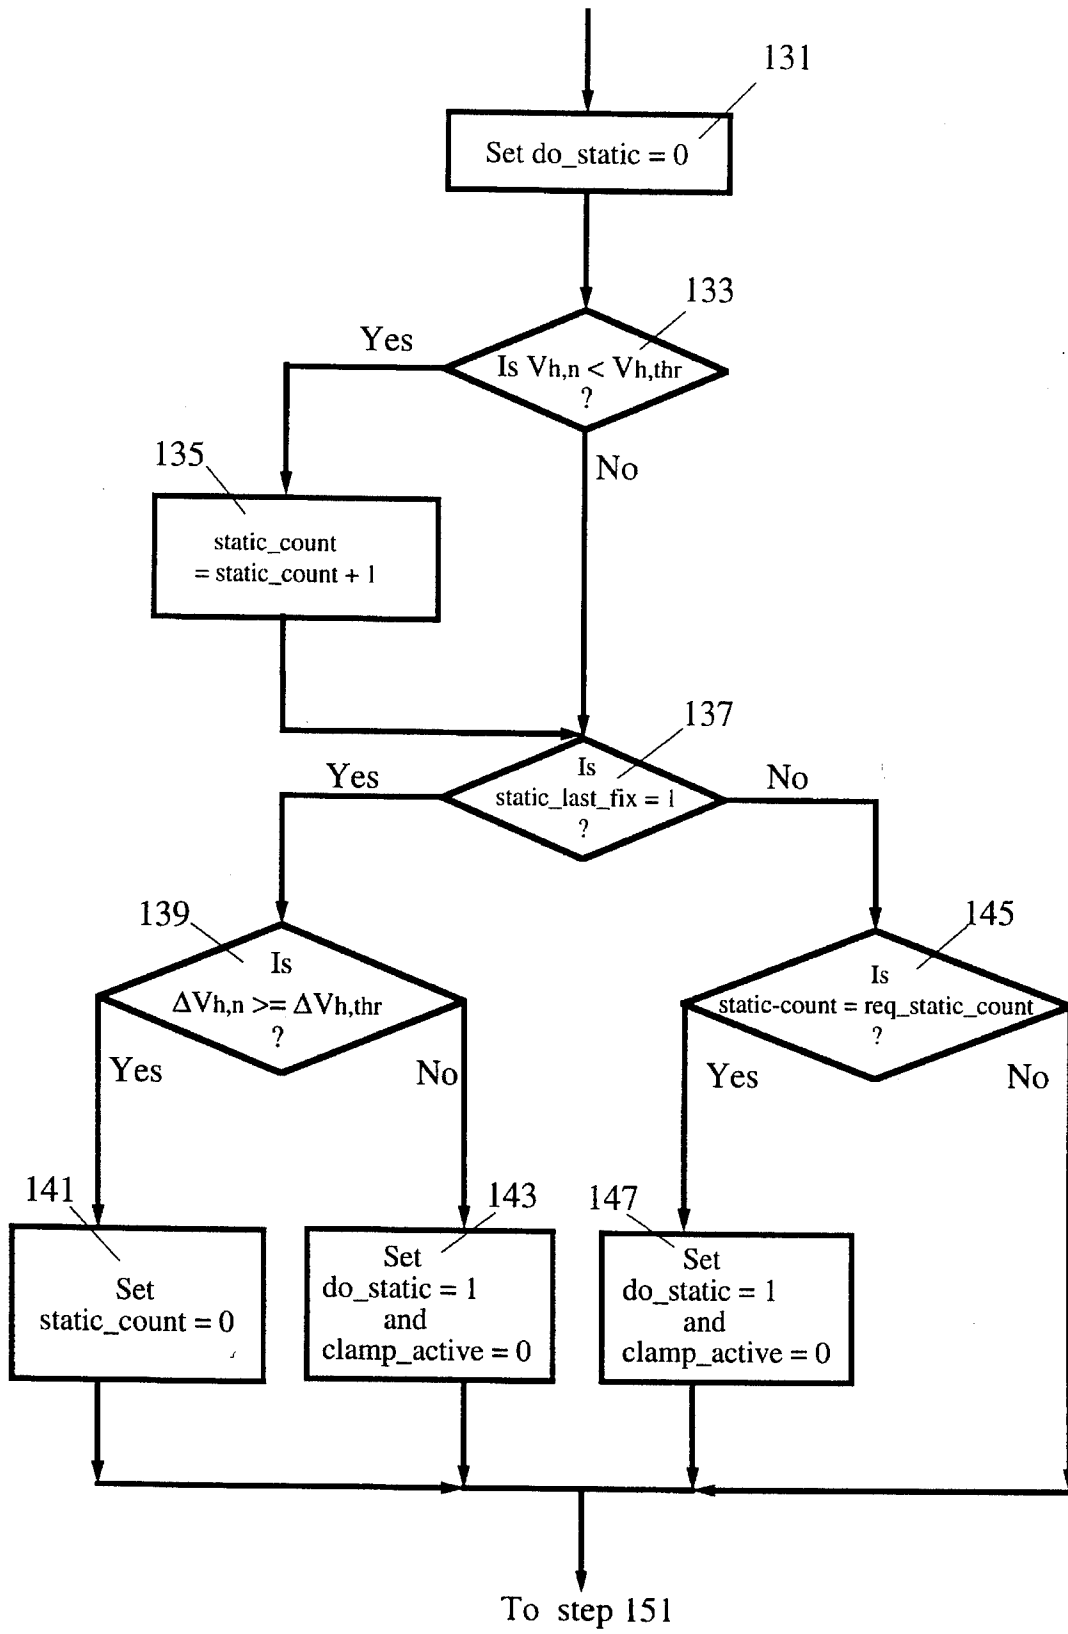 131
Set do_static = 0
133
Yes
Is Vh,n < Vh,thr
?
135
No
static_count
= static_count + 1
137
Yes
Is
No
static_last_fix = 1
?
139
145
Is
ΔVh,n >= ΔVh,thr
?
Is
static-count = req_static_count
?
Yes
No
Yes
No
141
143
147
Set
static_count = 0
Set
do_static = 1
and
clamp_active = 0
Set
do_static = 1
and
clamp_active = 0
To step 151